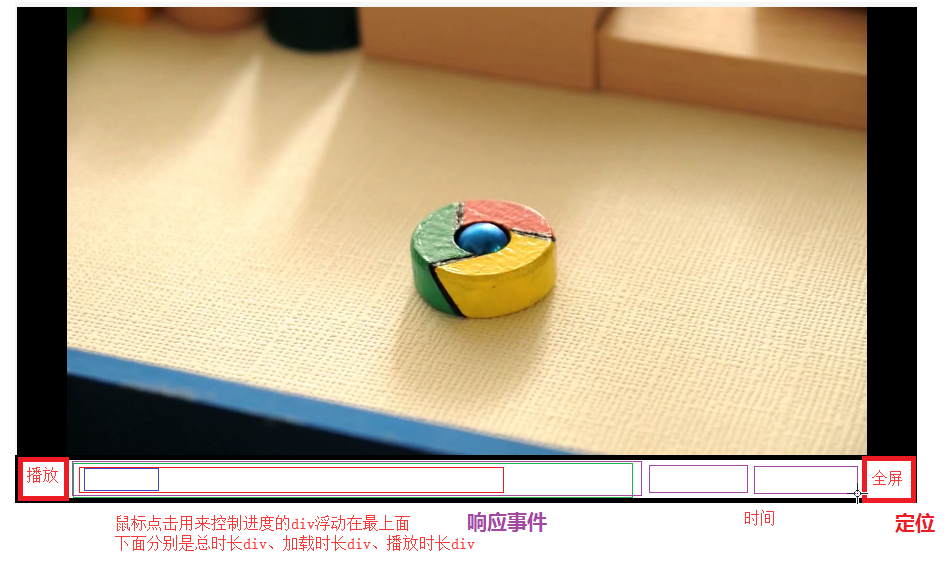 播放
全屏
鼠标点击用来控制进度的div浮动在最上面
响应事件
时间
定位
下面分别是总时长div、加载时长div、播放时长div